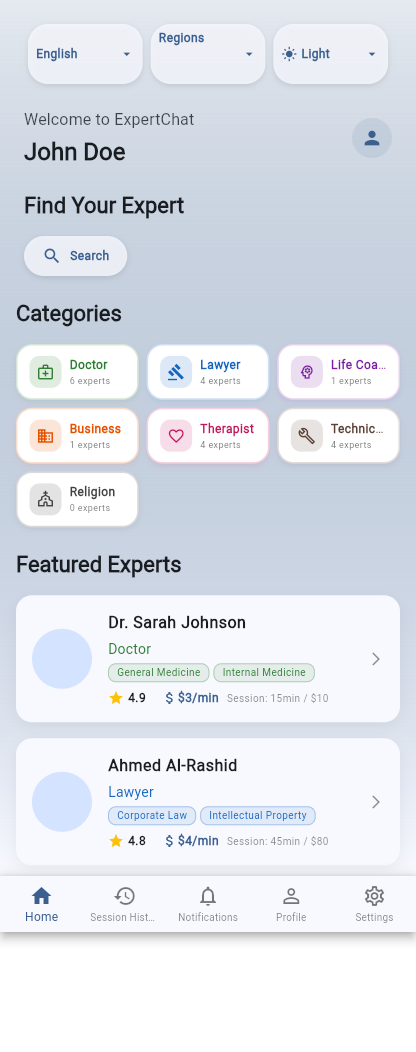 English
Regions
Light
Welcome to ExpertChat
John Doe
Find Your Expert
Search
Categories
Doctor
6 experts
Lawyer
4 experts
Life Coa...
1 experts
Business
1 experts
Therapist
4 experts
Technic...
4 experts
Religion
0 experts
Featured Experts
Dr. Sarah Johnson
Doctor
General Medicine Internal Medicine
4.9 $ $3/min Session: 15min / $10
Ahmed Al-Rashid
Lawyer
Corporate Law Intellectual Property
4.8 $ $4/min Session: 45min / $80
Home
Session Hist...
Notifications
Profile
Settings